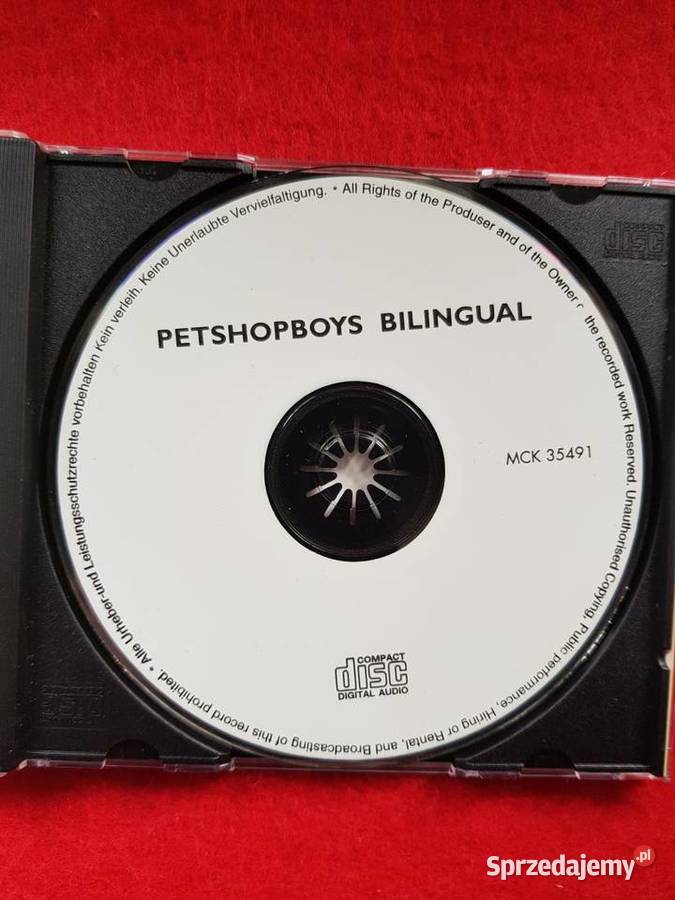 • Alle Urheber-und Leistungsschutzrechte vorbehalten Kein verleih. Keine Unerlaubte Vervielfaltigung. • All Rights of the Produser and of the Owner the recorded work Reserved. Unauthorised Copying, Public performance, Hiring or Rental, and Broadcasting of this record prohibited.
PETSHOPBOYS BILINGUAL
MCK 35491
COMPACT
disc
DIGITAL AUDIO
disc
Sprzedajemy.pl